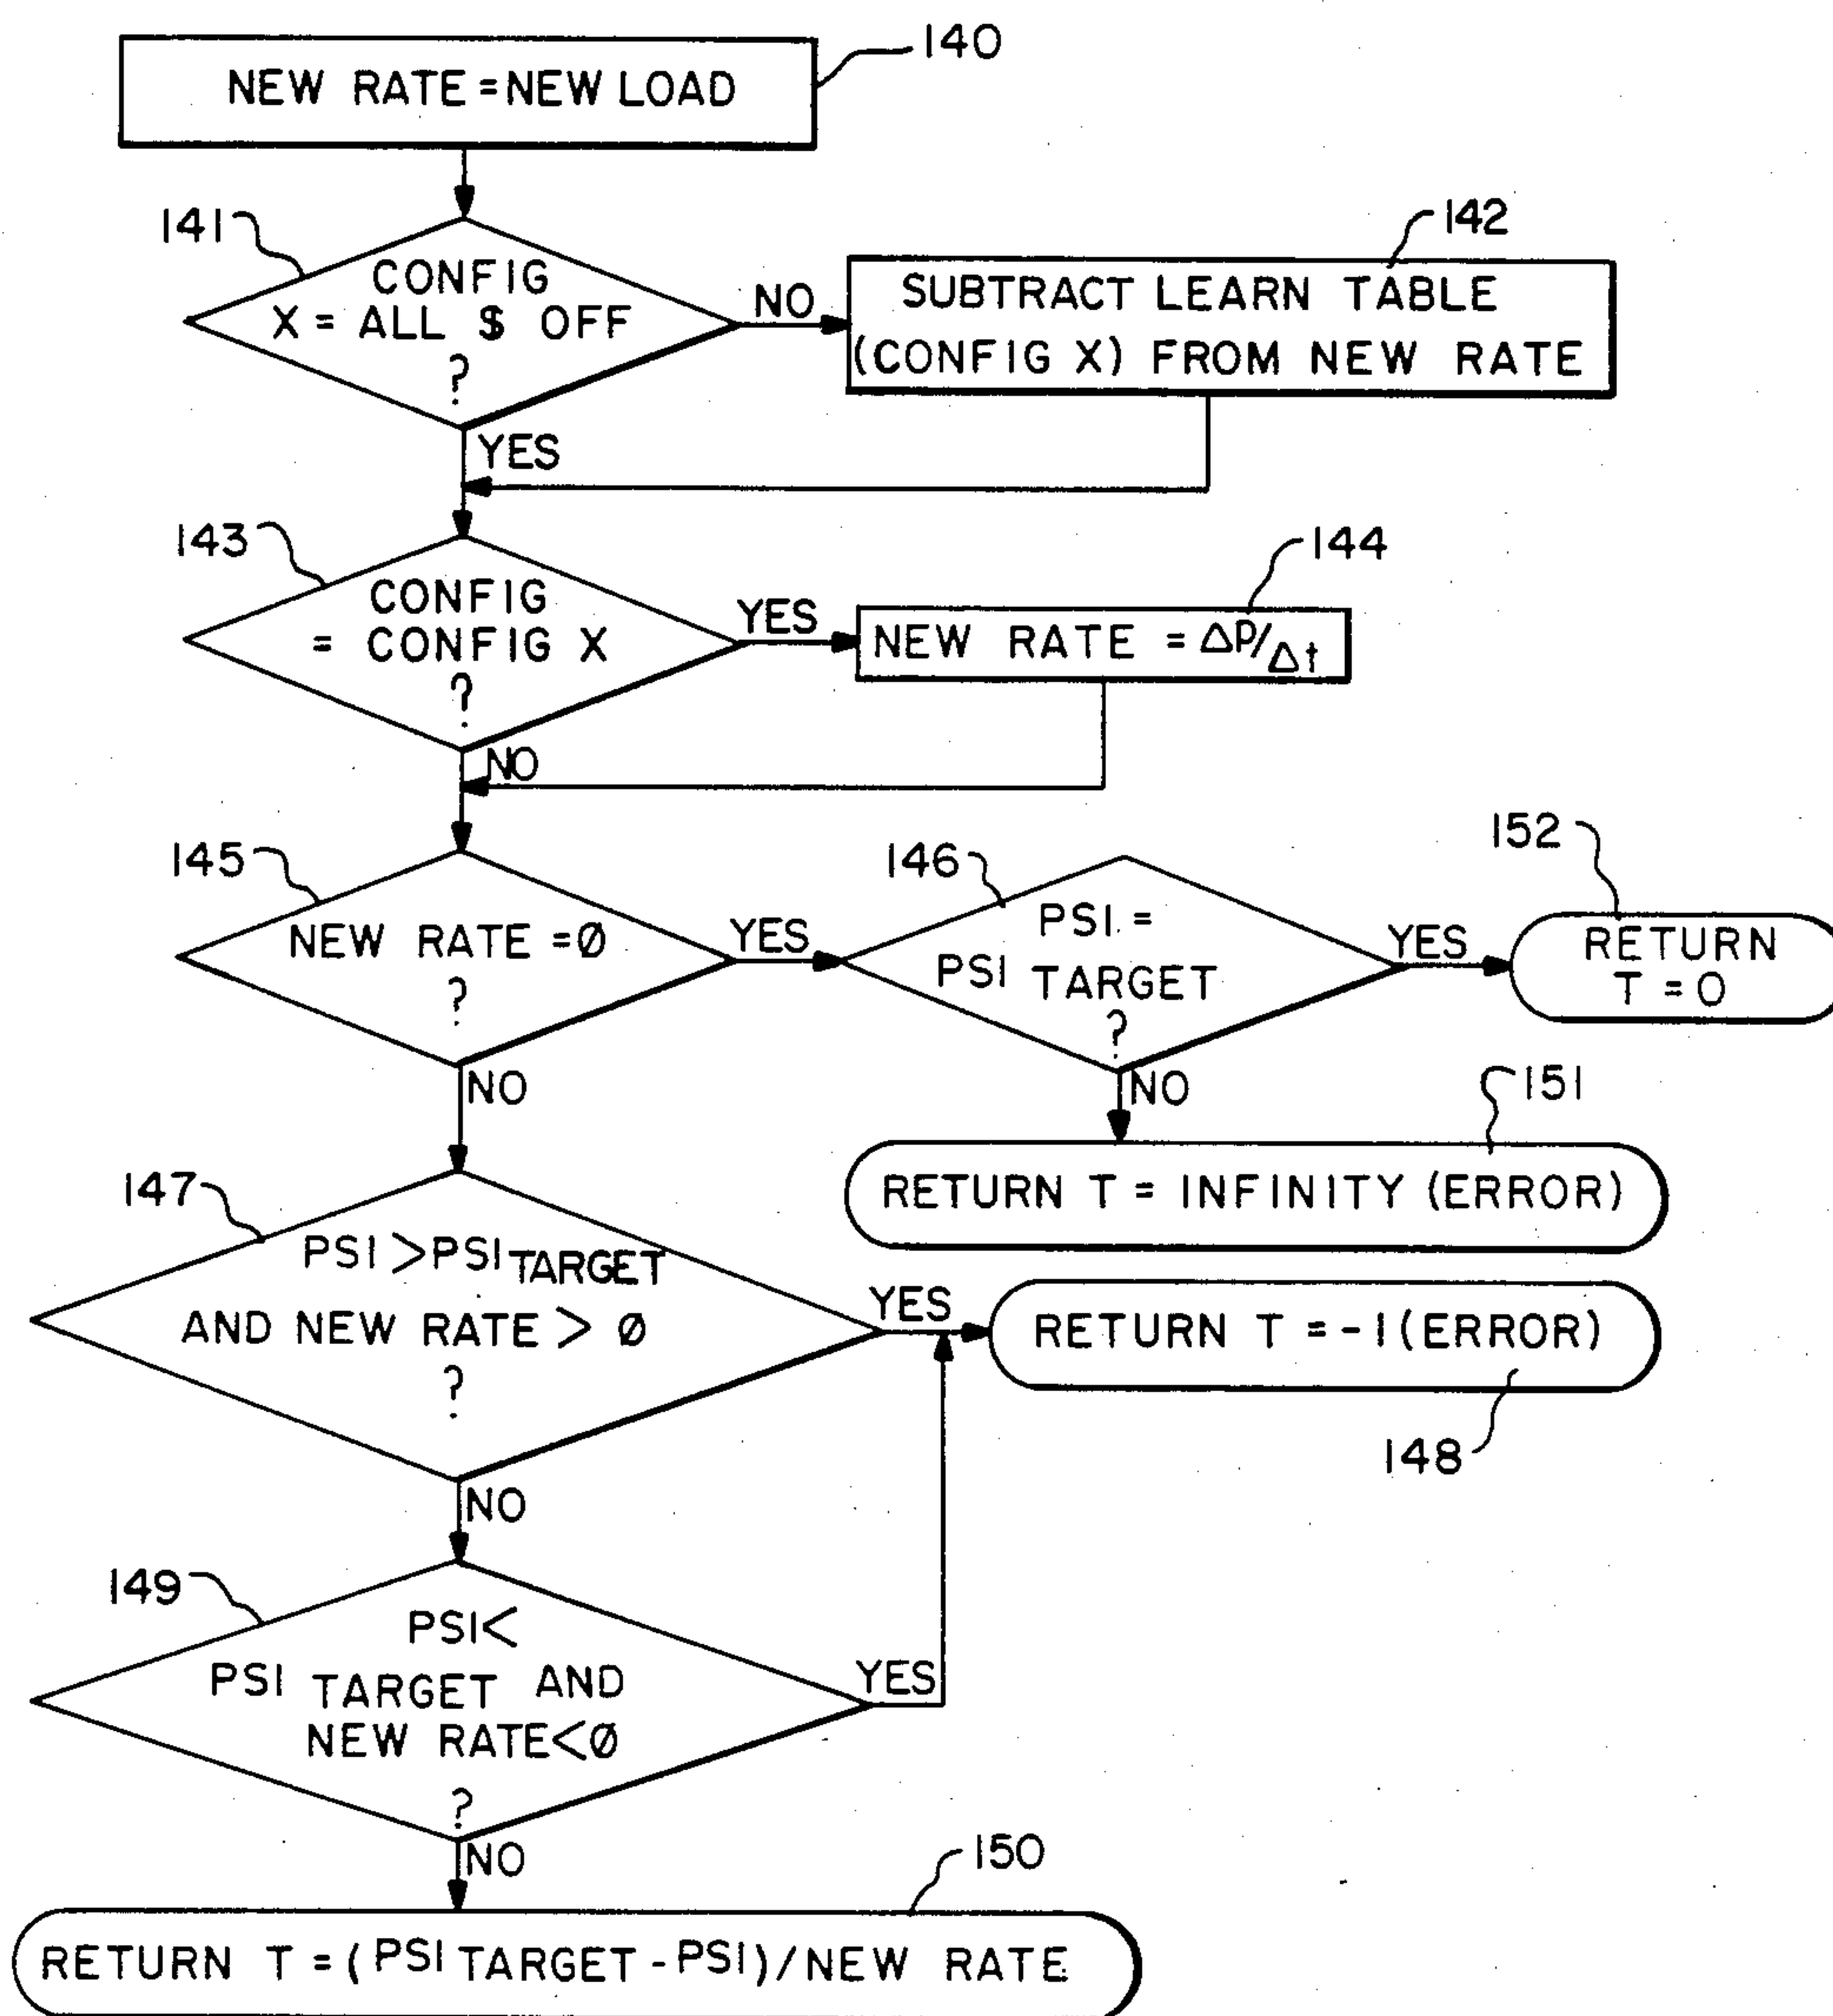 NEW RATE = NEW LOAD
140
141
CONFIG
X = ALL $ OFF
?
NO
142
SUBTRACT LEARN TABLE
(CONFIG X) FROM NEW RATE
YES
143
CONFIG
= CONFIG X
?
YES
144
NEW RATE = ΔP/Δt
NO
145
NEW RATE =Ø
?
YES
146
PSI =
PSI TARGET
?
YES
152
RETURN
T = 0
NO
NO
151
RETURN T = INFINITY (ERROR)
147
PSI > PSI TARGET
AND NEW RATE > Ø
?
YES
RETURN T = -1 (ERROR)
148
NO
149
PSI <
PSI TARGET AND
NEW RATE < Ø
?
YES
NO
150
RETURN T = (PSI TARGET - PSI) / NEW RATE